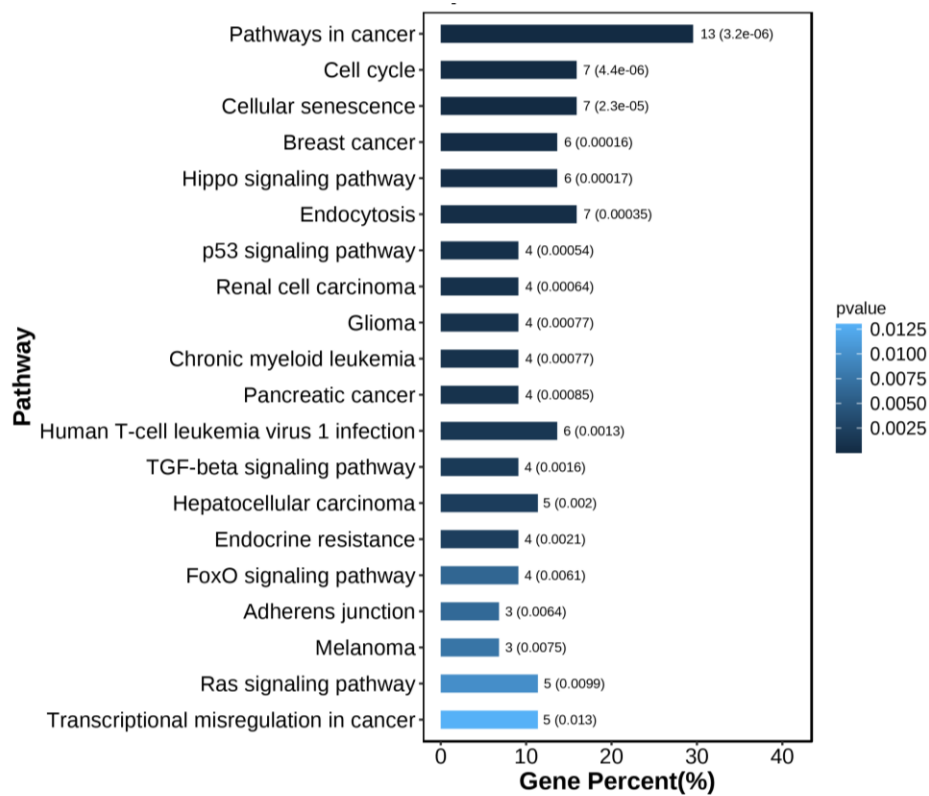 Pathways in cancer 13 (3.2e-06)
Cell cycle 7 (4.4e-06)
Cellular senescence 7 (2.3e-05)
Breast cancer 6 (0.00016)
Hippo signaling pathway 6 (0.00017)
Endocytosis 7 (0.00035)
p53 signaling pathway 4 (0.00054)
Renal cell carcinoma 4 (0.00064)
Glioma 4 (0.00077)
Chronic myeloid leukemia 4 (0.00077)
Pancreatic cancer 4 (0.00085)
Human T-cell leukemia virus 1 infection 6 (0.0013)
TGF-beta signaling pathway 4 (0.0016)
Hepatocellular carcinoma 5 (0.002)
Endocrine resistance 4 (0.0021)
FoxO signaling pathway 4 (0.0061)
Adherens junction 3 (0.0064)
Melanoma 3 (0.0075)
Ras signaling pathway 5 (0.0099)
Transcriptional misregulation in cancer 5 (0.013)
0 10 20 30 40
Gene Percent(%)
Pathway
pvalue
0.0125
0.0100
0.0075
0.0050
0.0025